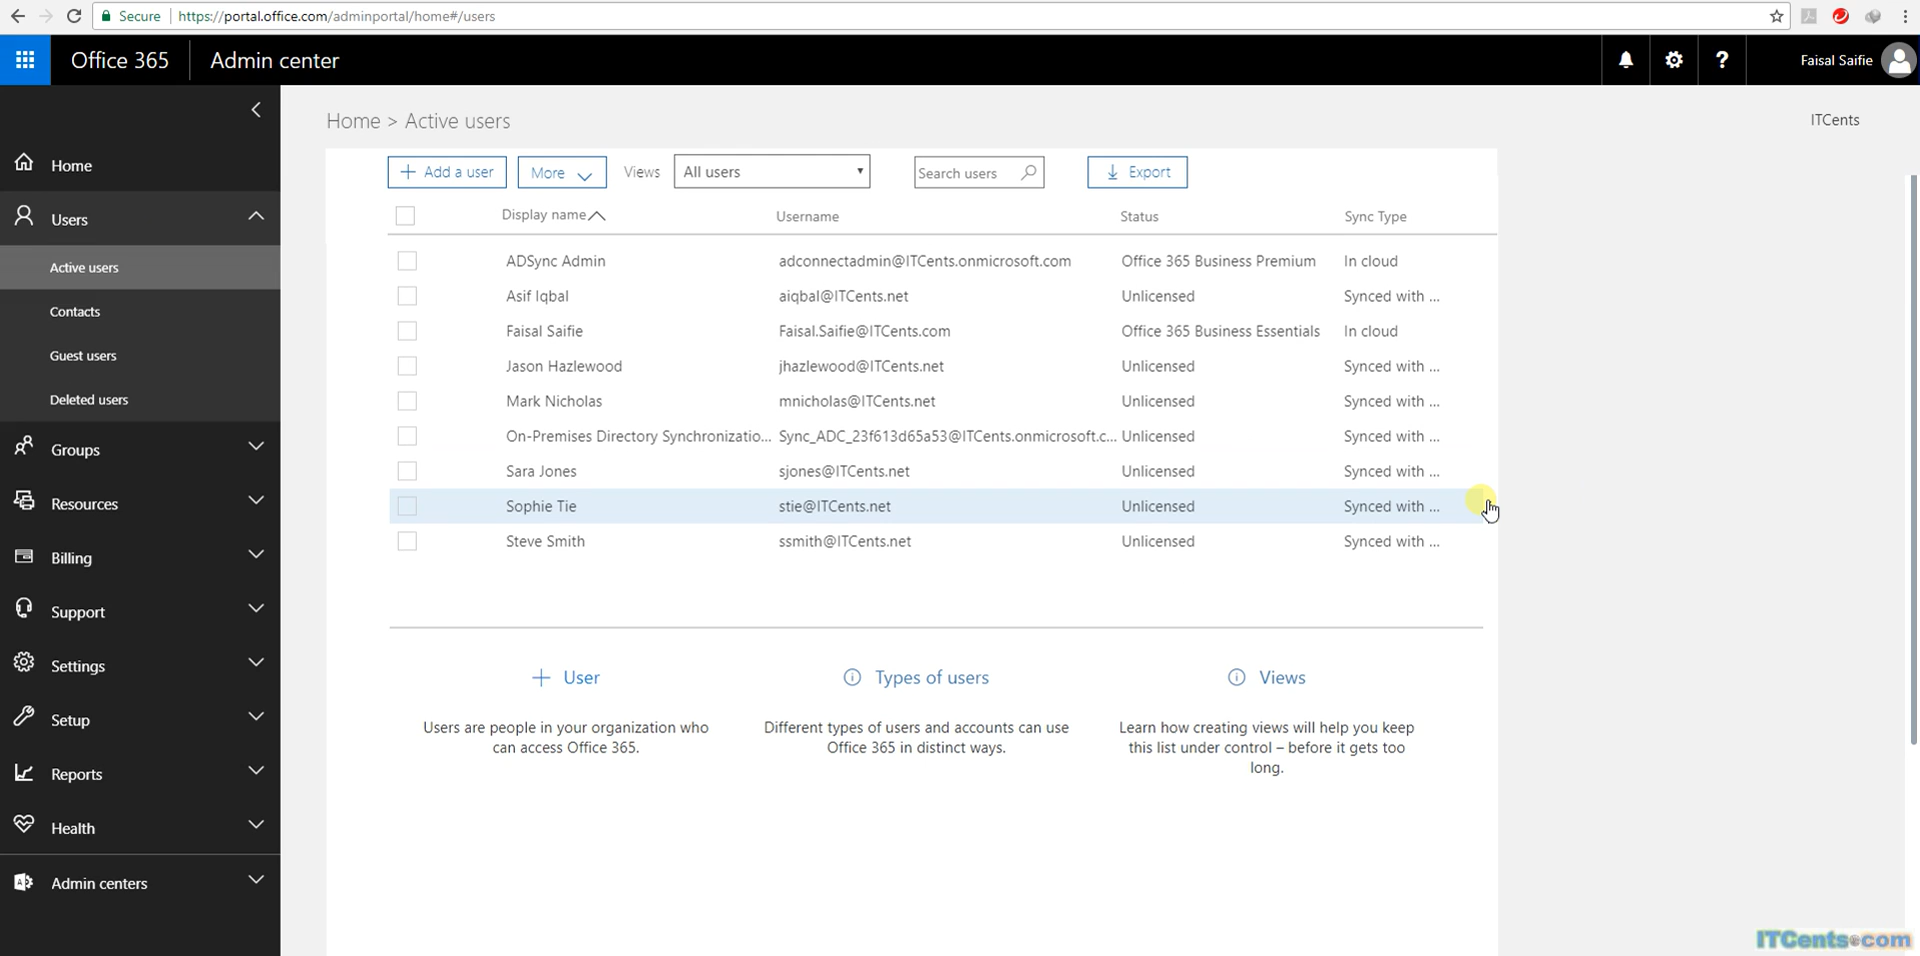 Secure https://portal.office.com/adminportal/home#/users
Office 365 Admin center ? Faisal Saifie
Home > Active users ITCents
Home
Users
Active users
Contacts
Guest users
Deleted users
Groups
Resources
Billing
Support
Settings
Setup
Reports
Health
Admin centers
+ Add a user More Views All users Search users Export
Display name Username Status Sync Type
ADSync Admin adconnectadmin@ITCents.onmicrosoft.com Office 365 Business Premium In cloud
Asif Iqbal aiqbal@ITCents.net Unlicensed Synced with ...
Faisal Saifie Faisal.Saifie@ITCents.com Office 365 Business Essentials In cloud
Jason Hazlewood jhazlewood@ITCents.net Unlicensed Synced with ...
Mark Nicholas mnicholas@ITCents.net Unlicensed Synced with ...
On-Premises Directory Synchronizatio... Sync_ADC_23f613d65a53@ITCents.onmicrosoft.c... Unlicensed Synced with ...
Sara Jones sjones@ITCents.net Unlicensed Synced with ...
Sophie Tie stie@ITCents.net Unlicensed Synced with ...
Steve Smith ssmith@ITCents.net Unlicensed Synced with ...
+ User
Users are people in your organization who
can access Office 365.
Types of users
Different types of users and accounts can use
Office 365 in distinct ways.
Views
Learn how creating views will help you keep
this list under control – before it gets too
long.
ITCents.com